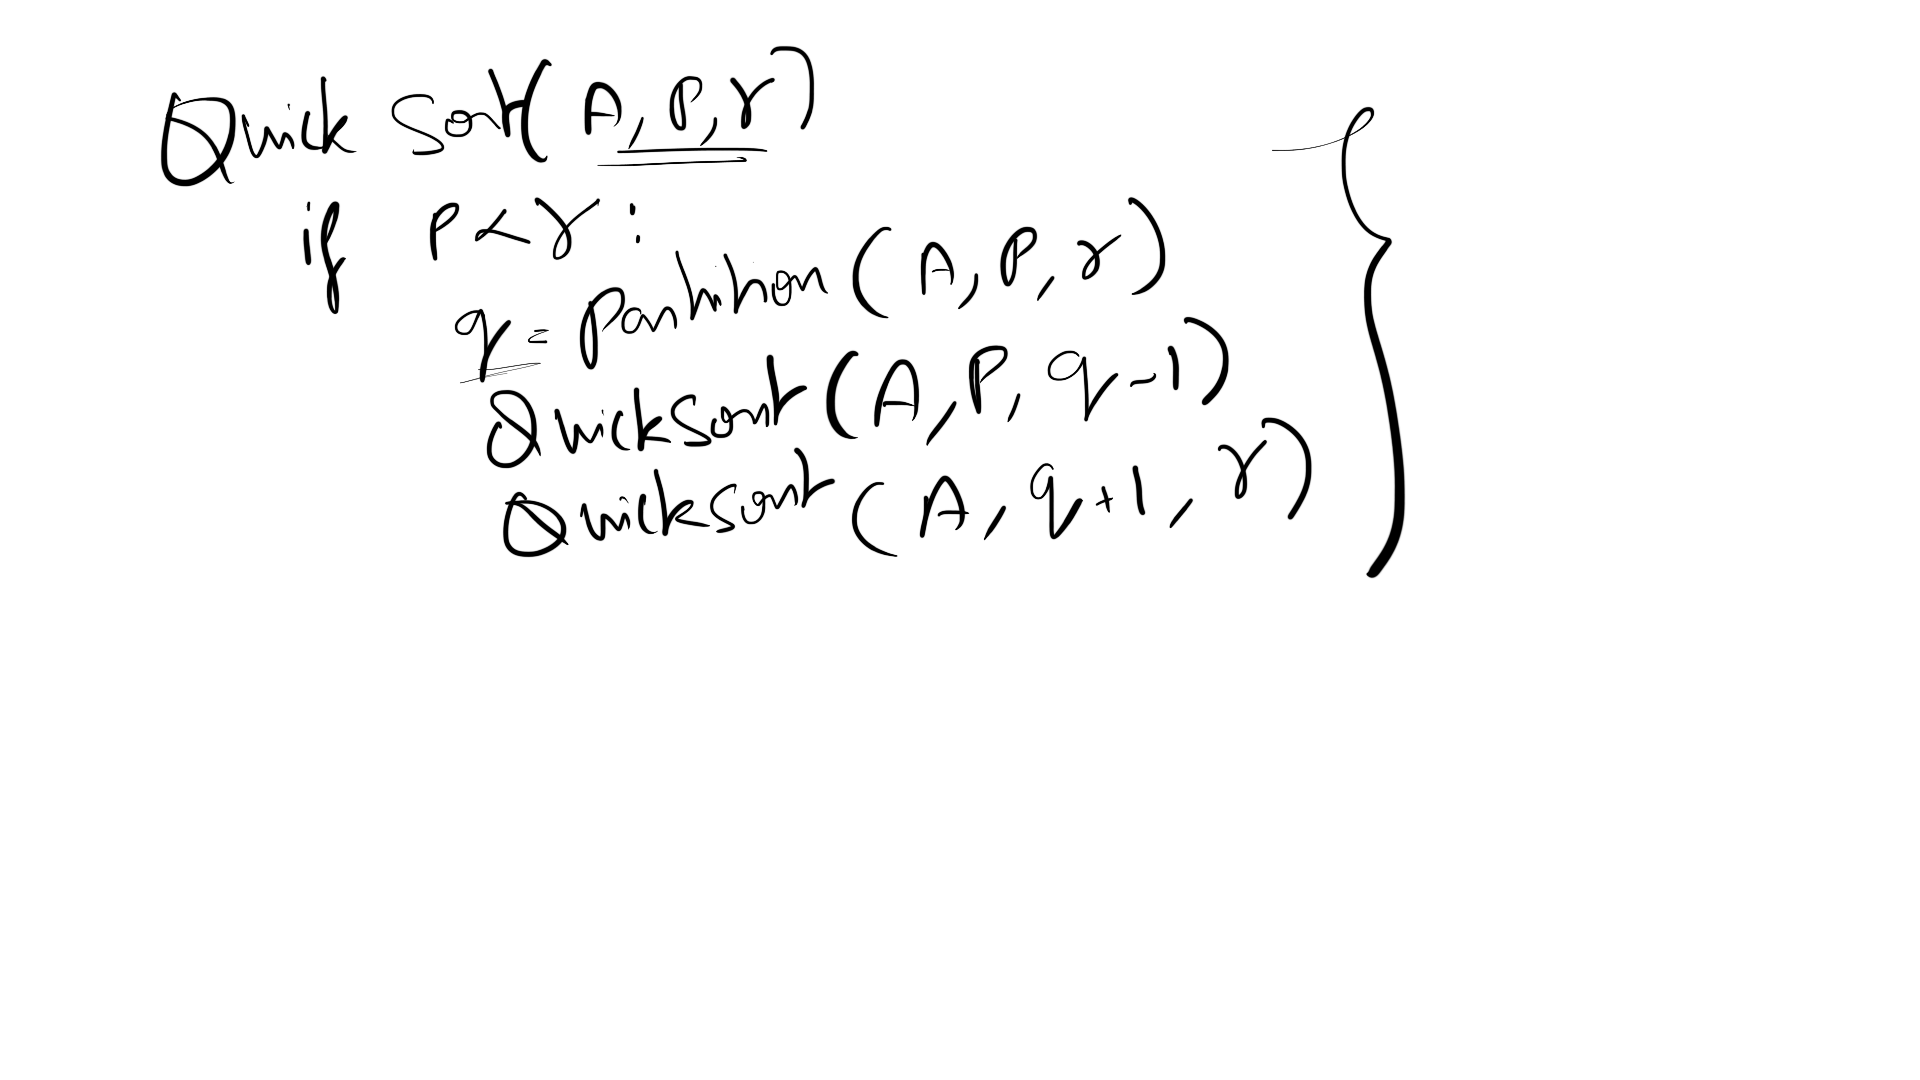 Quick Sort(A, P, r)
if P < r :
q = Partition(A, P, r)
Quicksort(A, P, q-1)
Quicksort(A, q+1, r)